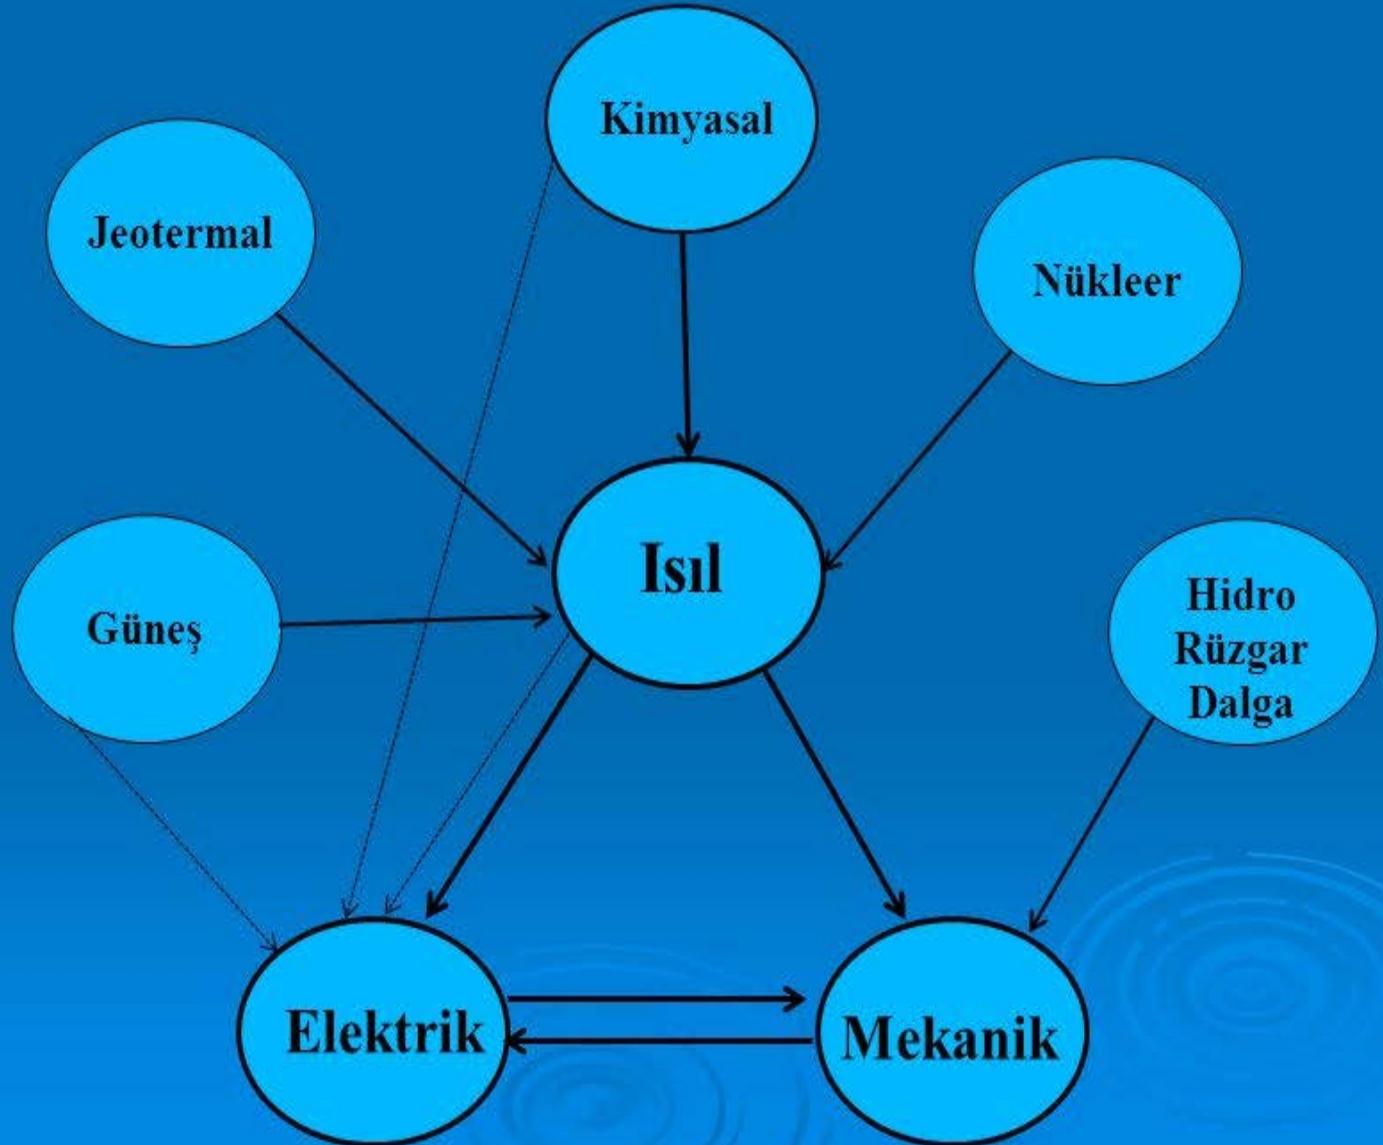 Kimyasal
Jeotermal
Nükleer
Isıl
Güneş
Hidro
Rüzgar
Dalga
Elektrik
Mekanik